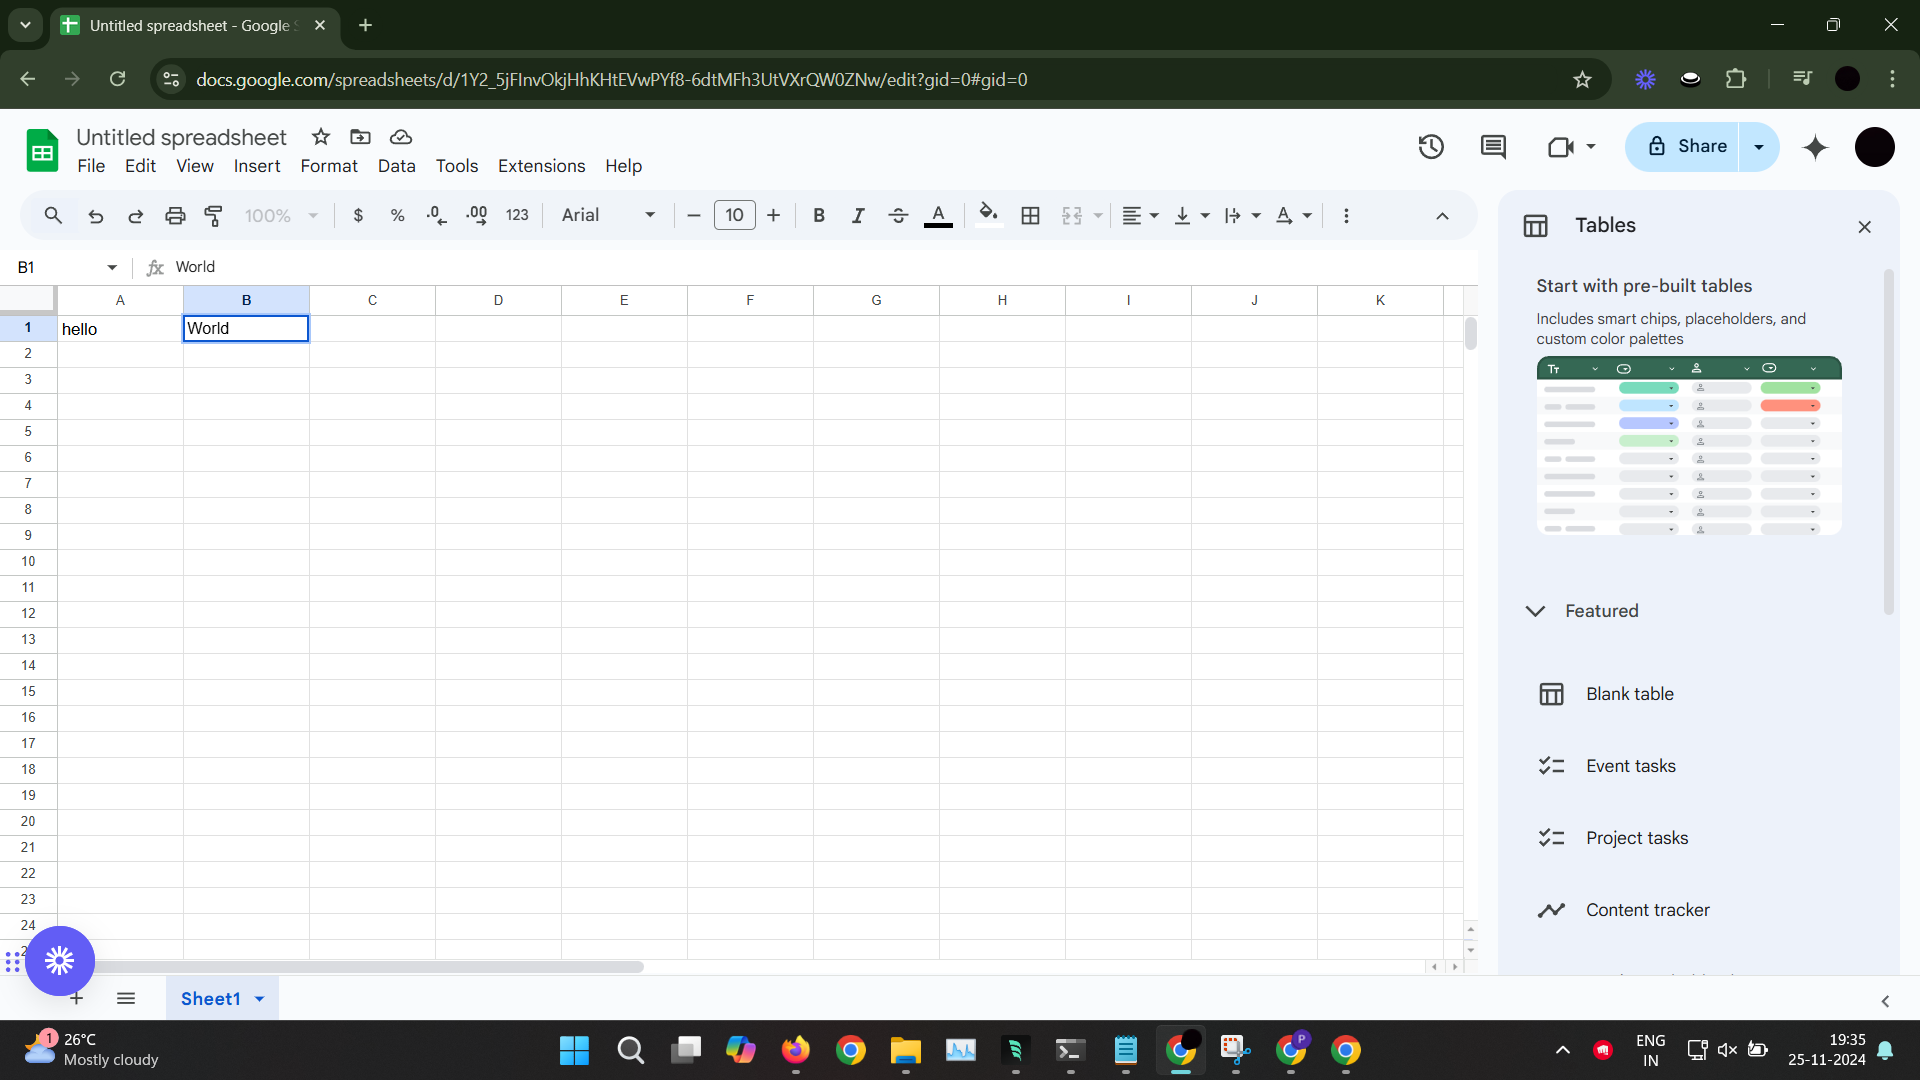 Untitled spreadsheet - Google S
docs.google.com/spreadsheets/d/1Y2_5jFInvOkjHhKHtEVwPYf8-6dtMFh3UtVXrQW0ZNw/edit?gid=0#gid=0
Untitled spreadsheet
File Edit View Insert Format Data Tools Extensions Help
Share
100% $ % .0 .00 123 Arial 10 B I S A
B1 fx World
A B C D E F G H I J K
1 hello World
2
3
4
5
6
7
8
9
10
11
12
13
14
15
16
17
18
19
20
21
22
23
24
Sheet1
Tables
Start with pre-built tables
Includes smart chips, placeholders, and
custom color palettes
Tт
Featured
Blank table
Event tasks
Project tasks
Content tracker
1
26°C
Mostly cloudy
P
ENG
IN
19:35
25-11-2024